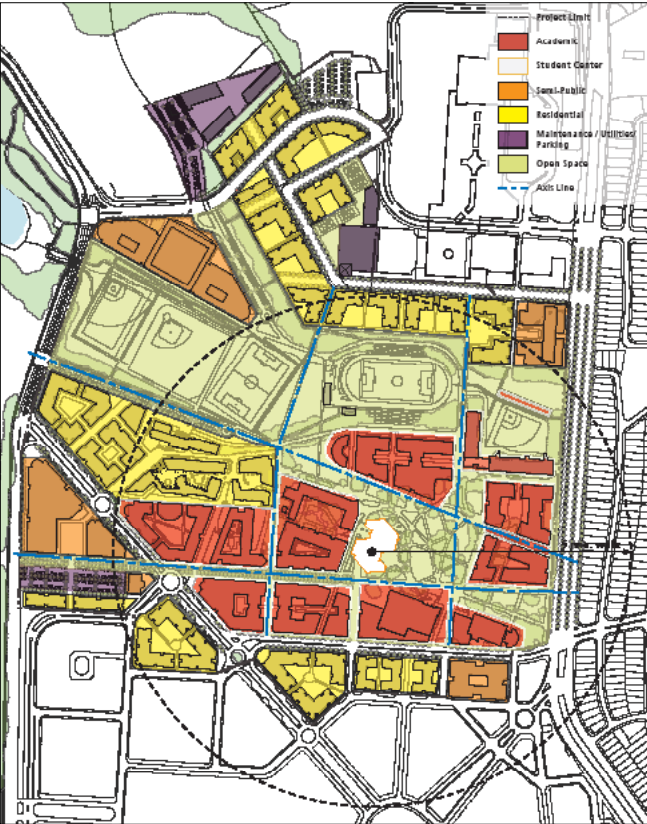 Project Limit
Academic
Student Center
Semi-Public
Residential
Maintenance / Utilities/
Parking
Open Space
Axis Line